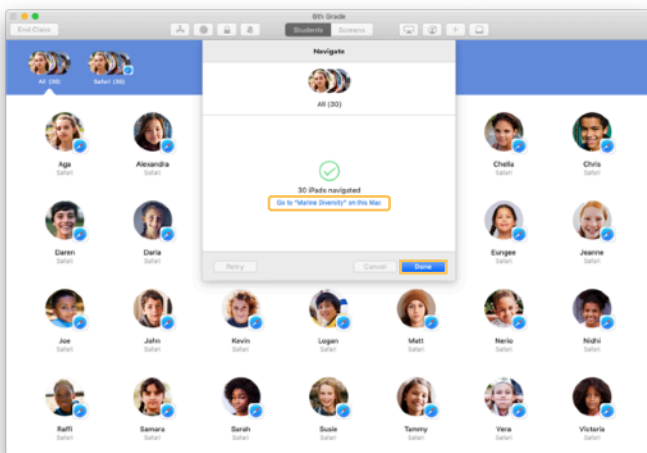 6th Grade
End Class
Students Screens
Navigate
All (30) Safari (30)
All (30)
30 iPads navigated
Go to "Marine Diversity" on this Mac
Retry Cancel Done
Aga Alexandra Chella Chris
Safari Safari Safari Safari
Daren Daria Eungee Jeanne
Safari Safari Safari Safari
Joe John Kevin Logan Matt Nerio Nidhi
Safari Safari Safari Safari Safari Safari Safari
Raffi Samara Sarah Susie Tammy Vera Victoria
Safari Safari Safari Safari Safari Safari Safari